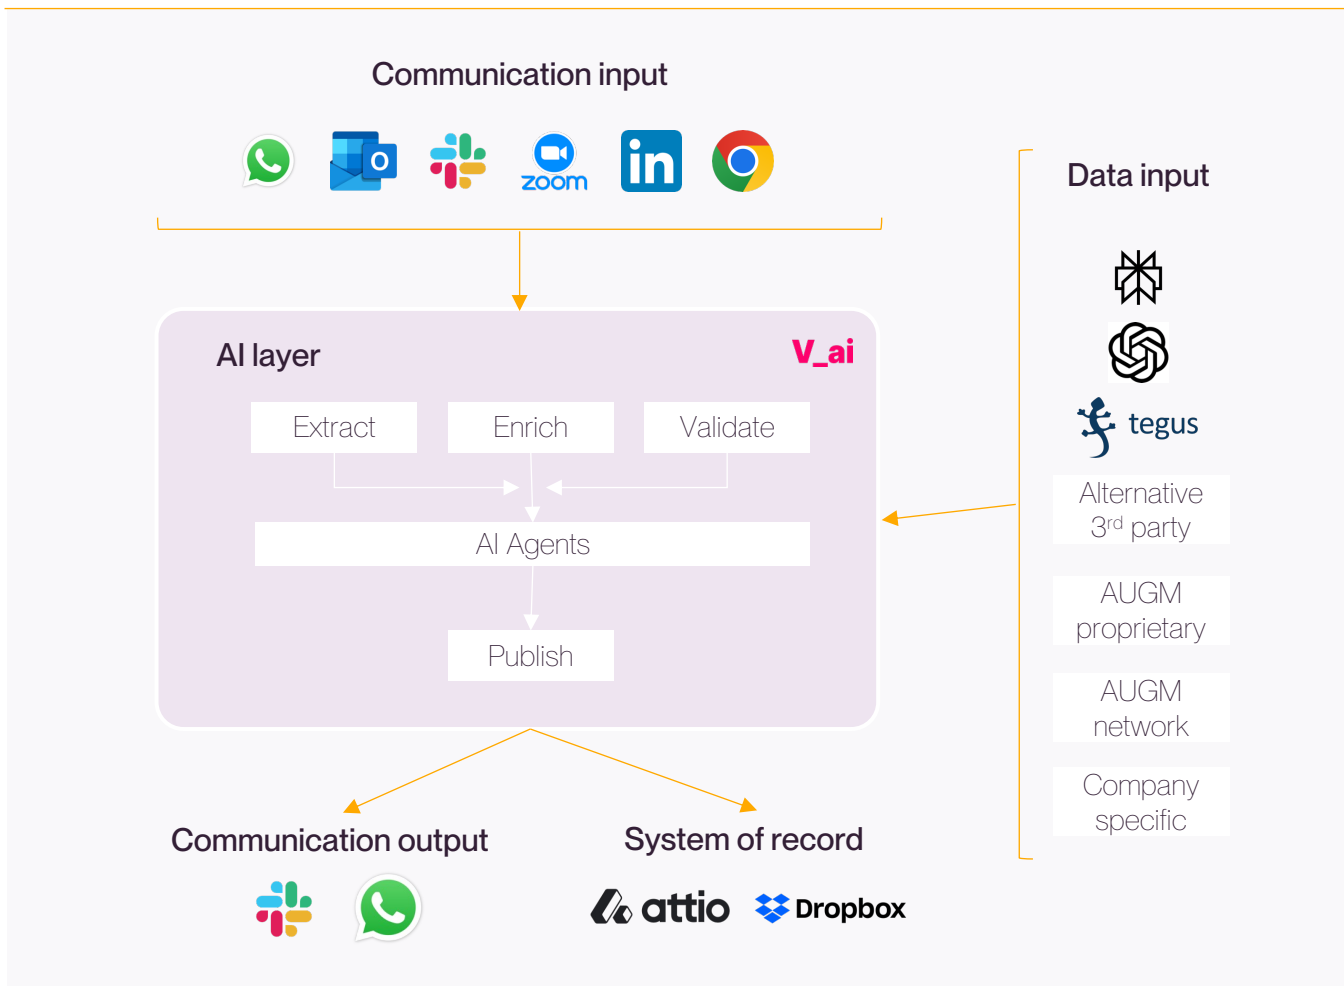 Communication input
O
zoom
in
Data input
AI layer
V_ai
tegus
Extract
Enrich
Validate
Alternative
3rd party
AI Agents
AUGM
proprietary
Publish
AUGM
network
Company
specific
Communication output
System of record
attio
Dropbox